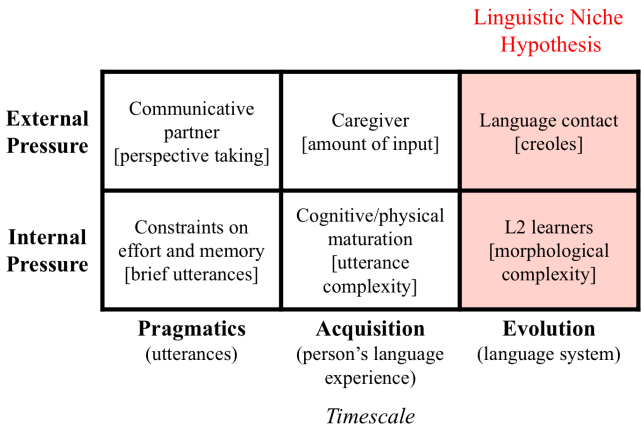 Linguistic Niche
Hypothesis
External
Pressure
Communicative
partner
[perspective taking]
Caregiver
[amount of input]
Language contact
[creoles]
Internal
Pressure
Constraints on
effort and memory
[brief utterances]
Cognitive/physical
maturation
[utterance
complexity]
L2 learners
[morphological
complexity]
Pragmatics
(utterances)
Acquisition
(person's language
experience)
Evolution
(language system)
Timescale